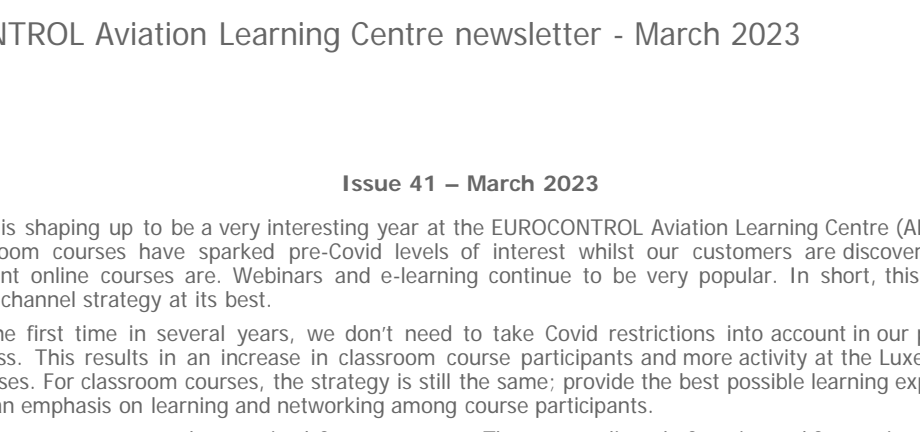 NTROL Aviation Learning Centre newsletter - March 2023
Issue 41 – March 2023
is shaping up to be a very interesting year at the EUROCONTROL Aviation Learning Centre (
room courses have sparked pre-Covid levels of interest whilst our customers are discover
nt online courses are. Webinars and e-learning continue to be very popular. In short, this
channel strategy at its best.
he first time in several years, we don't need to take Covid restrictions into account in our
ss. This results in an increase in classroom course participants and more activity at the Luxe
ses. For classroom courses, the strategy is still the same; provide the best possible learning exp
an emphasis on learning and networking among course participants.